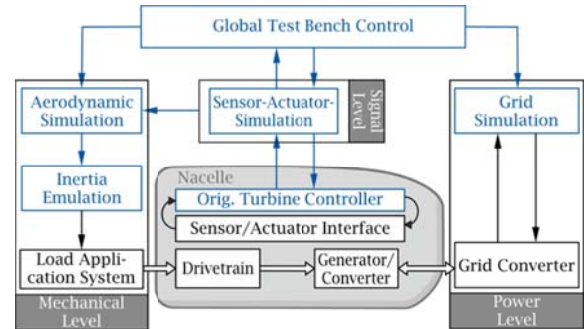 Global Test Bench Control
Aerodynamic
Simulation
Sensor-Actuator-
Simulation
Signal
Level
Grid
Simulation
Inertia
Emulation
Nacelle
Orig. Turbine Controller
Sensor/Actuator Interface
Load Appli-
cation System
Drivetrain
Generator/
Converter
Grid Converter
Mechanical
Level
Power
Level